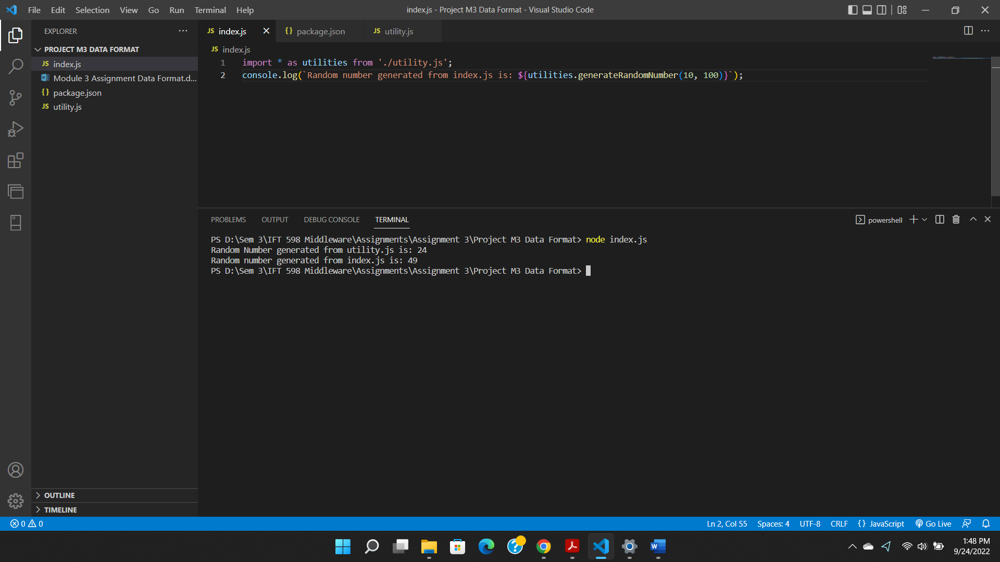 File Edit Selection View Go Run Terminal Help
index.js - Project M3 Data Format - Visual Studio Code
EXPLORER
PROJECT M3 DATA FORMAT
JS index.js
Module 3 Assignment Data Format.d...
{} package.json
JS utility.js
OUTLINE
TIMELINE
JS index.js {} package.json JS utility.js
JS index.js
1 import * as utilities from './utility.js';
2 console.log(`Random number generated from index.js is: ${utilities.generateRandomNumber(10, 100)}`);
PROBLEMS OUTPUT DEBUG CONSOLE TERMINAL
powershell
PS D:\Sem 3\IFT 598 Middleware\Assignments\Assignment 3\Project M3 Data Format> node index.js
Random Number generated from utility.js is: 24
Random number generated from index.js is: 49
PS D:\Sem 3\IFT 598 Middleware\Assignments\Assignment 3\Project M3 Data Format>
0 0 Ln 2, Col 55 Spaces: 4 UTF-8 CRLF {} JavaScript Go Live
1:48 PM
9/24/2022